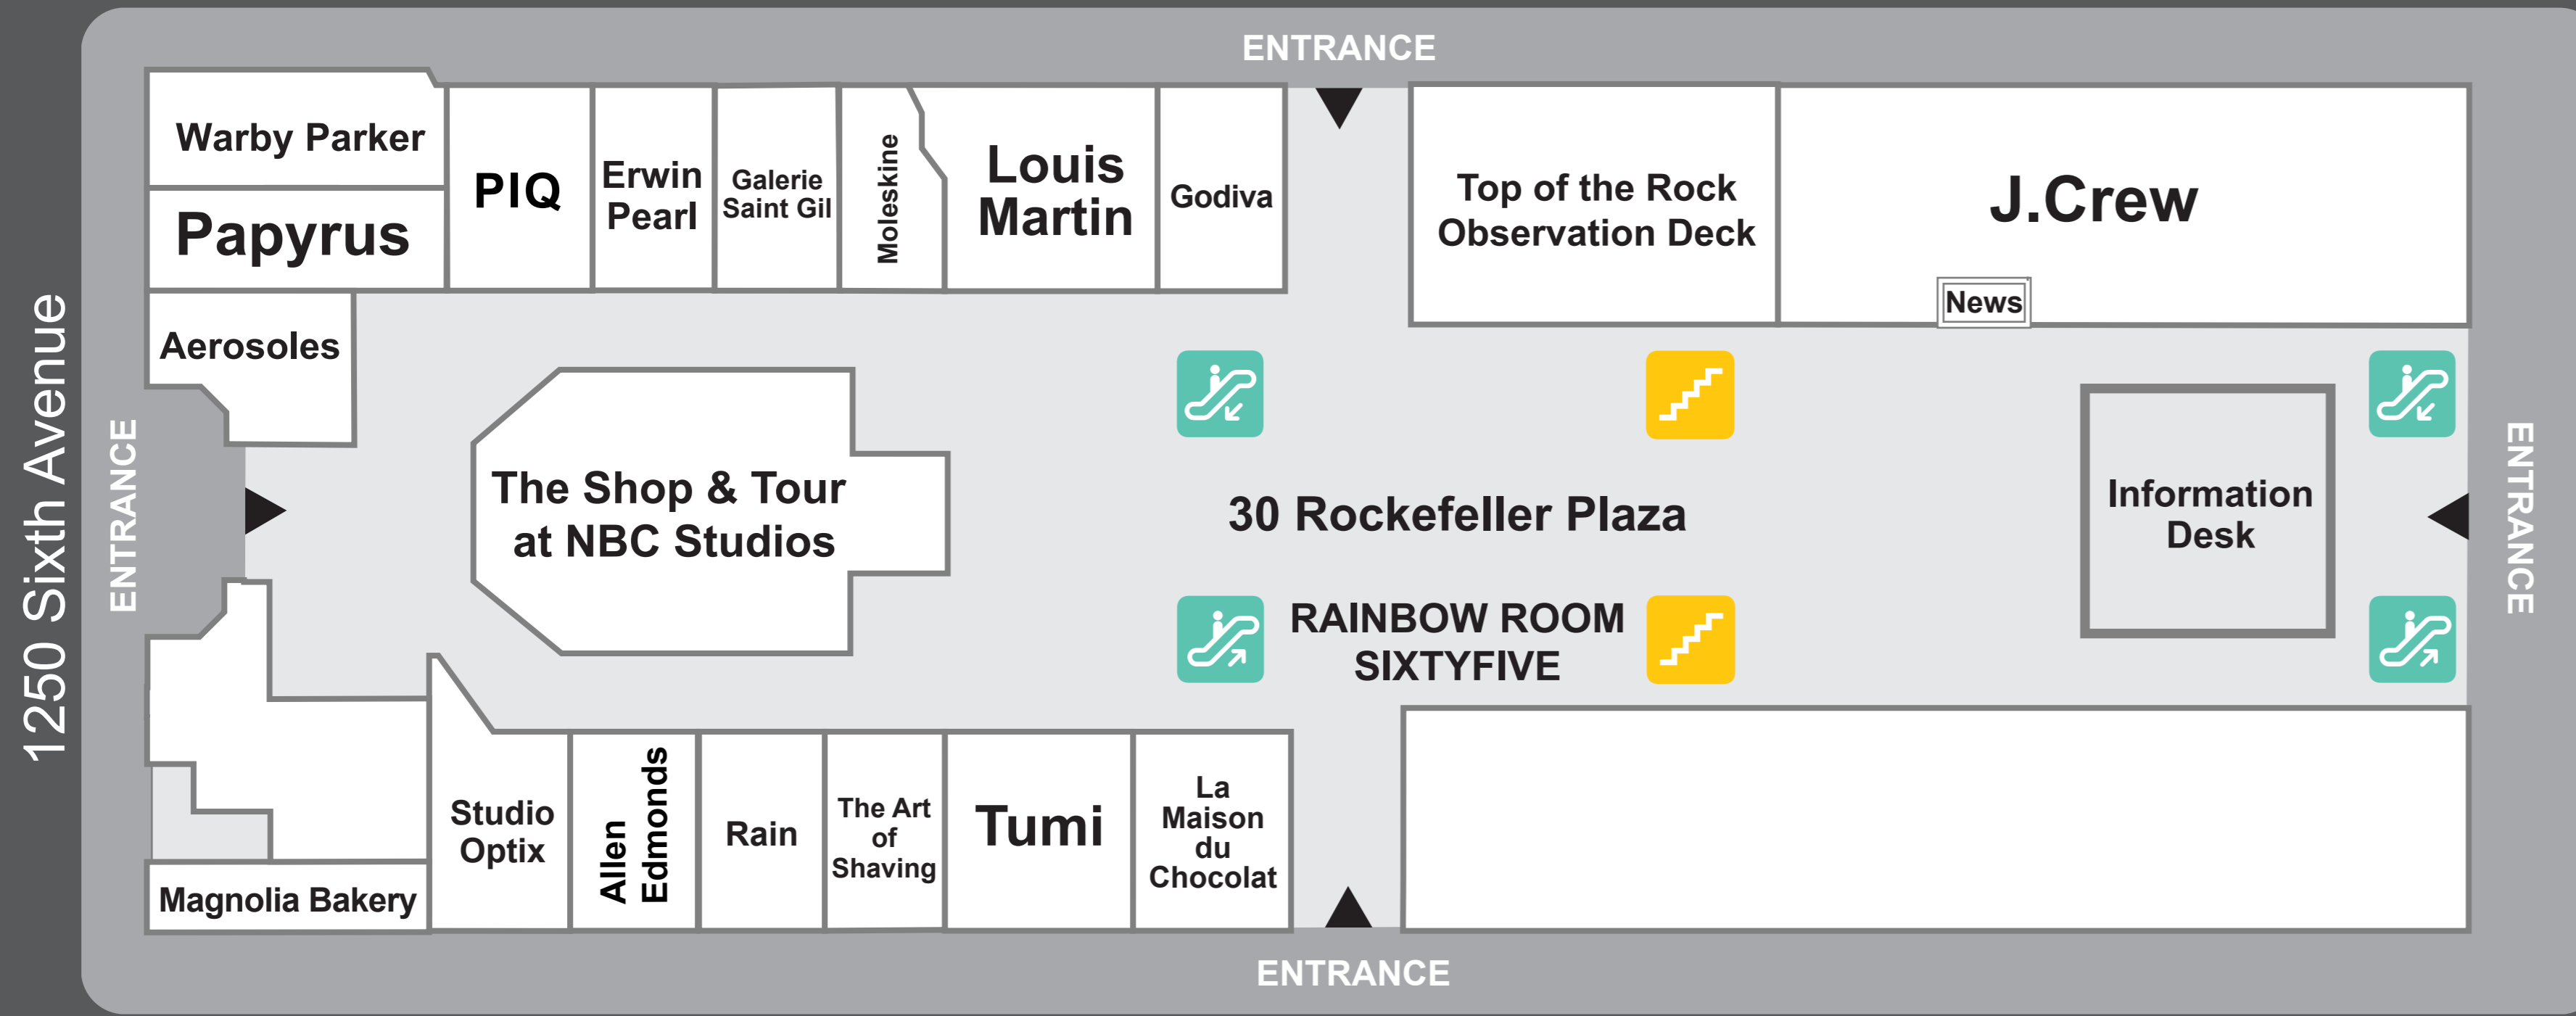 ENTRANCE
Warby Parker
Papyrus
Aerosoles
PIQ
Erwin
Pearl
Galerie
Saint Gil
Moleskine
Louis
Martin
Godiva
Top of the Rock
Observation Deck
J.Crew
News
1250 Sixth Avenue
ENTRANCE
The Shop & Tour
at NBC Studios
30 Rockefeller Plaza
RAINBOW ROOM
SIXTYFIVE
Information
Desk
ENTRANCE
Magnolia Bakery
Studio
Optix
Allen
Edmonds
Rain
The Art
of
Shaving
Tumi
La
Maison
du
Chocolat
ENTRANCE